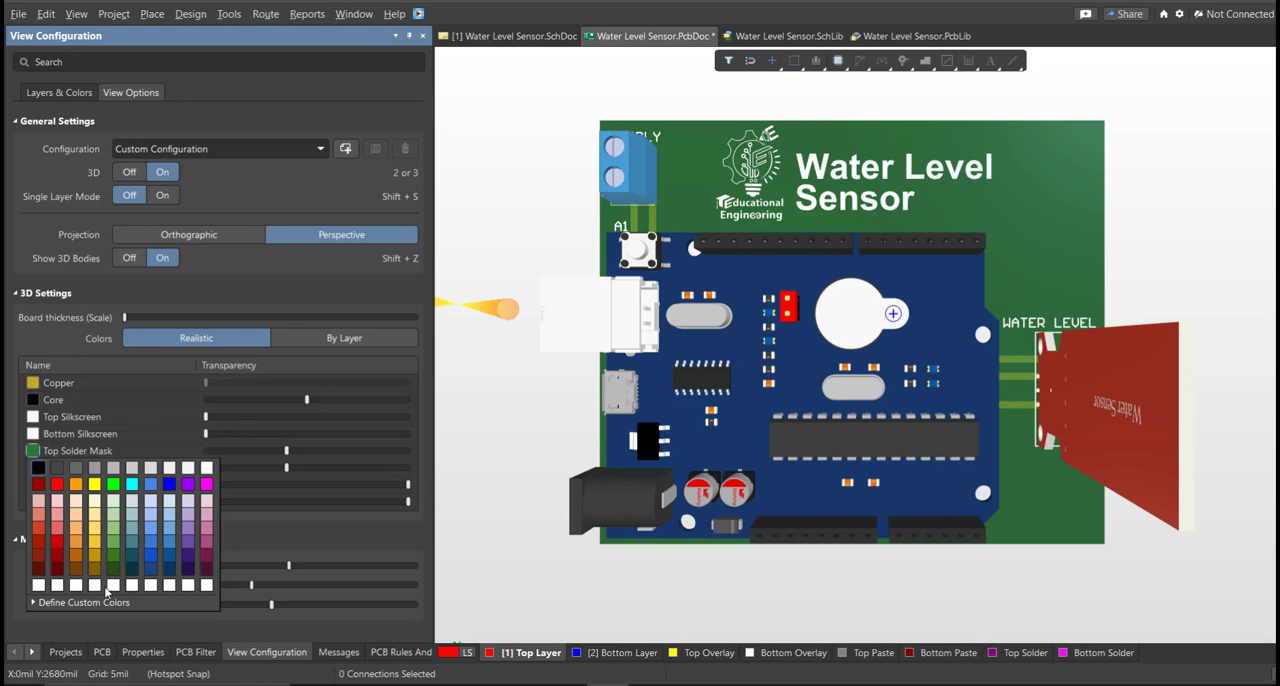 File Edit View Project Place Design Tools Route Reports Window Help Share Not Connected
View Configuration
[1] Water Level Sensor.SchDoc Water Level Sensor.PcbDoc * Water Level Sensor.SchLib Water Level Sensor.PcbLib
Search
Layers & Colors View Options
General Settings
Configuration Custom Configuration
3D Off On 2 or 3
Single Layer Mode Off On Shift + S
Projection Orthographic Perspective
Show 3D Bodies Off On Shift + Z
3D Settings
Board thickness (Scale)
Colors Realistic By Layer
Name Transparency
Copper
Core
Top Silkscreen
Bottom Silkscreen
Top Solder Mask
Define Custom Colors
Educational
Engineering
Water Level
Sensor
A1
WATER LEVEL
Water Sensor
Projects PCB Properties PCB Filter View Configuration Messages PCB Rules And LS [1] Top Layer [2] Bottom Layer Top Overlay Bottom Overlay Top Paste Bottom Paste Top Solder Bottom Solder
X:0mil Y:2680mil Grid: 5mil (Hotspot Snap) 0 Connections Selected